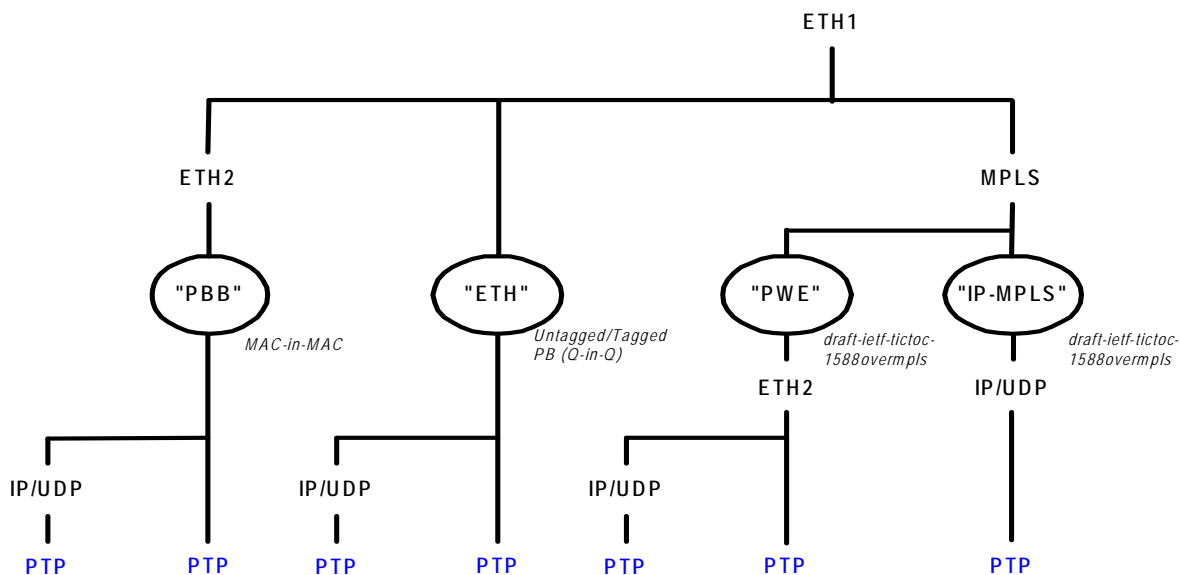 ETH1
ETH2
MPLS
"PBB"
"ETH"
"PWE"
"IP-MPLS"
MAC-in-MAC
Untagged/Tagged
PB (Q-in-Q)
draft-ietf-tictoc-
1588overmpls
draft-ietf-tictoc-
1588overmpls
ETH2
IP/UDP
IP/UDP
IP/UDP
IP/UDP
PTP
PTP
PTP
PTP
PTP
PTP
PTP